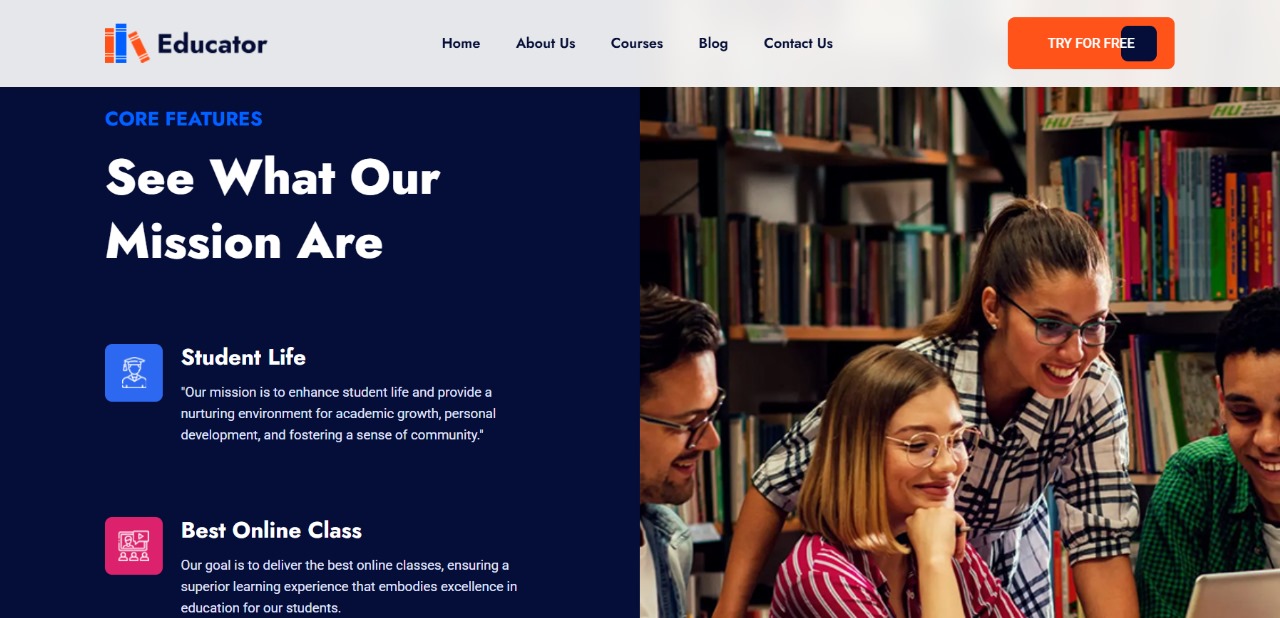 Educator
Home
About Us
Courses
Blog
Contact Us
TRY FOR FREE
CORE FEATURES
See What Our
Mission Are
Student Life
"Our mission is to enhance student life and provide a
nurturing environment for academic growth, personal
development, and fostering a sense of community."
Best Online Class
Our goal is to deliver the best online classes, ensuring a
superior learning experience that embodies excellence in
education for our students.
HU
HU